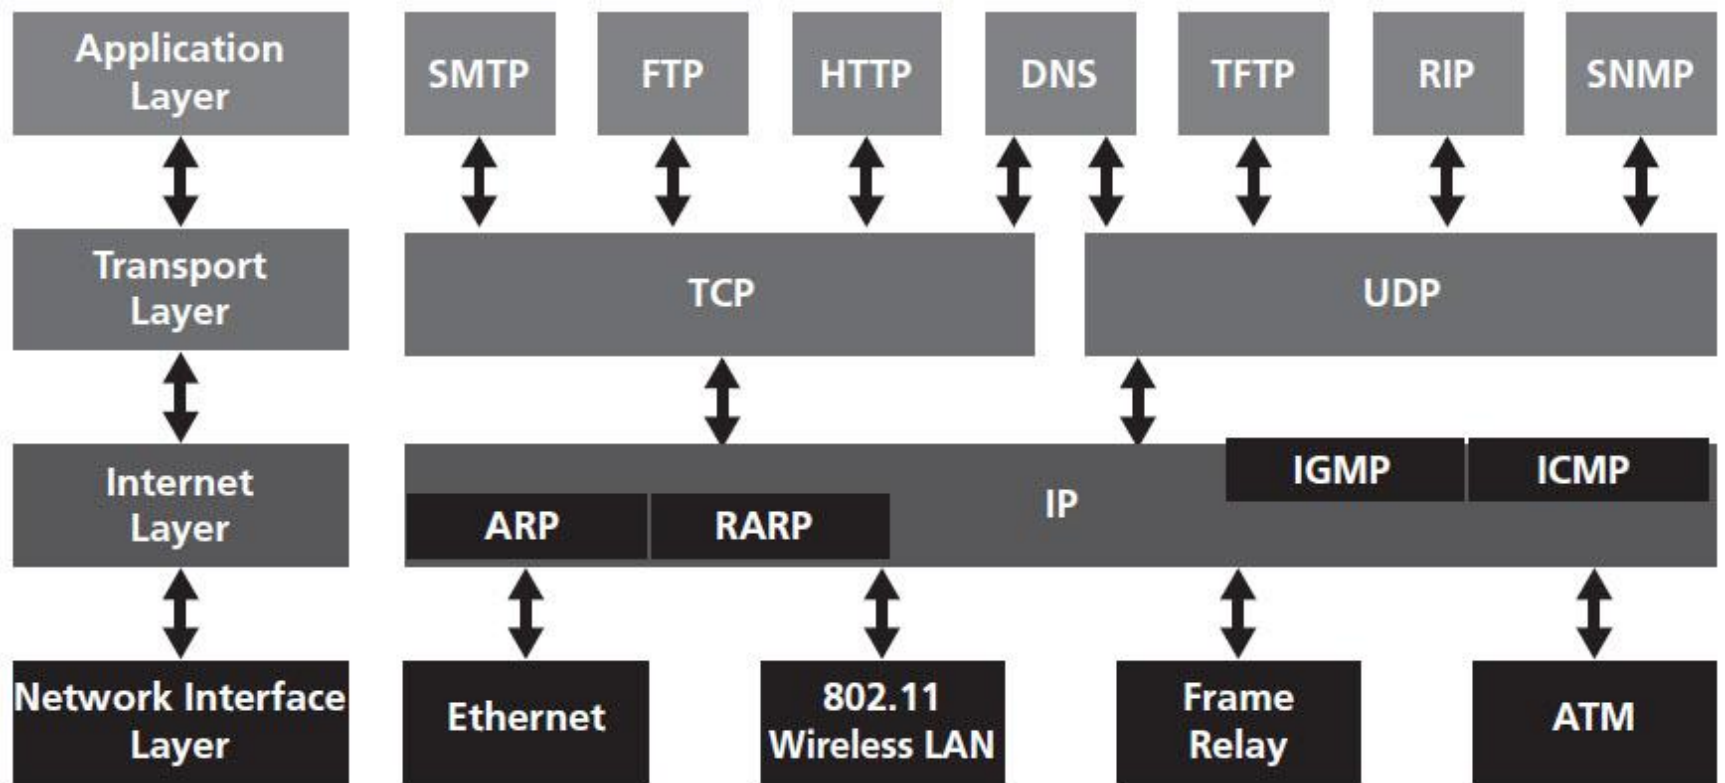 Application
Layer
SMTP
FTP
HTTP
DNS
TFTP
RIP
SNMP
Transport
Layer
TCP
UDP
Internet
Layer
ARP
RARP
IP
IGMP
ICMP
Network Interface
Layer
Ethernet
802.11
Wireless LAN
Frame
Relay
ATM